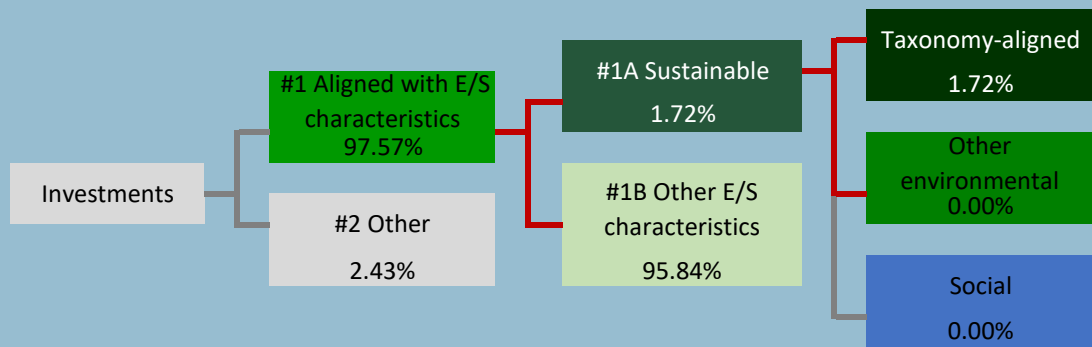 Investments
#1 Aligned with E/S
characteristics
97.57%
#2 Other
2.43%
#1A Sustainable
1.72%
#1B Other E/S
characteristics
95.84%
Taxonomy-aligned
1.72%
Other
environmental
0.00%
Social
0.00%